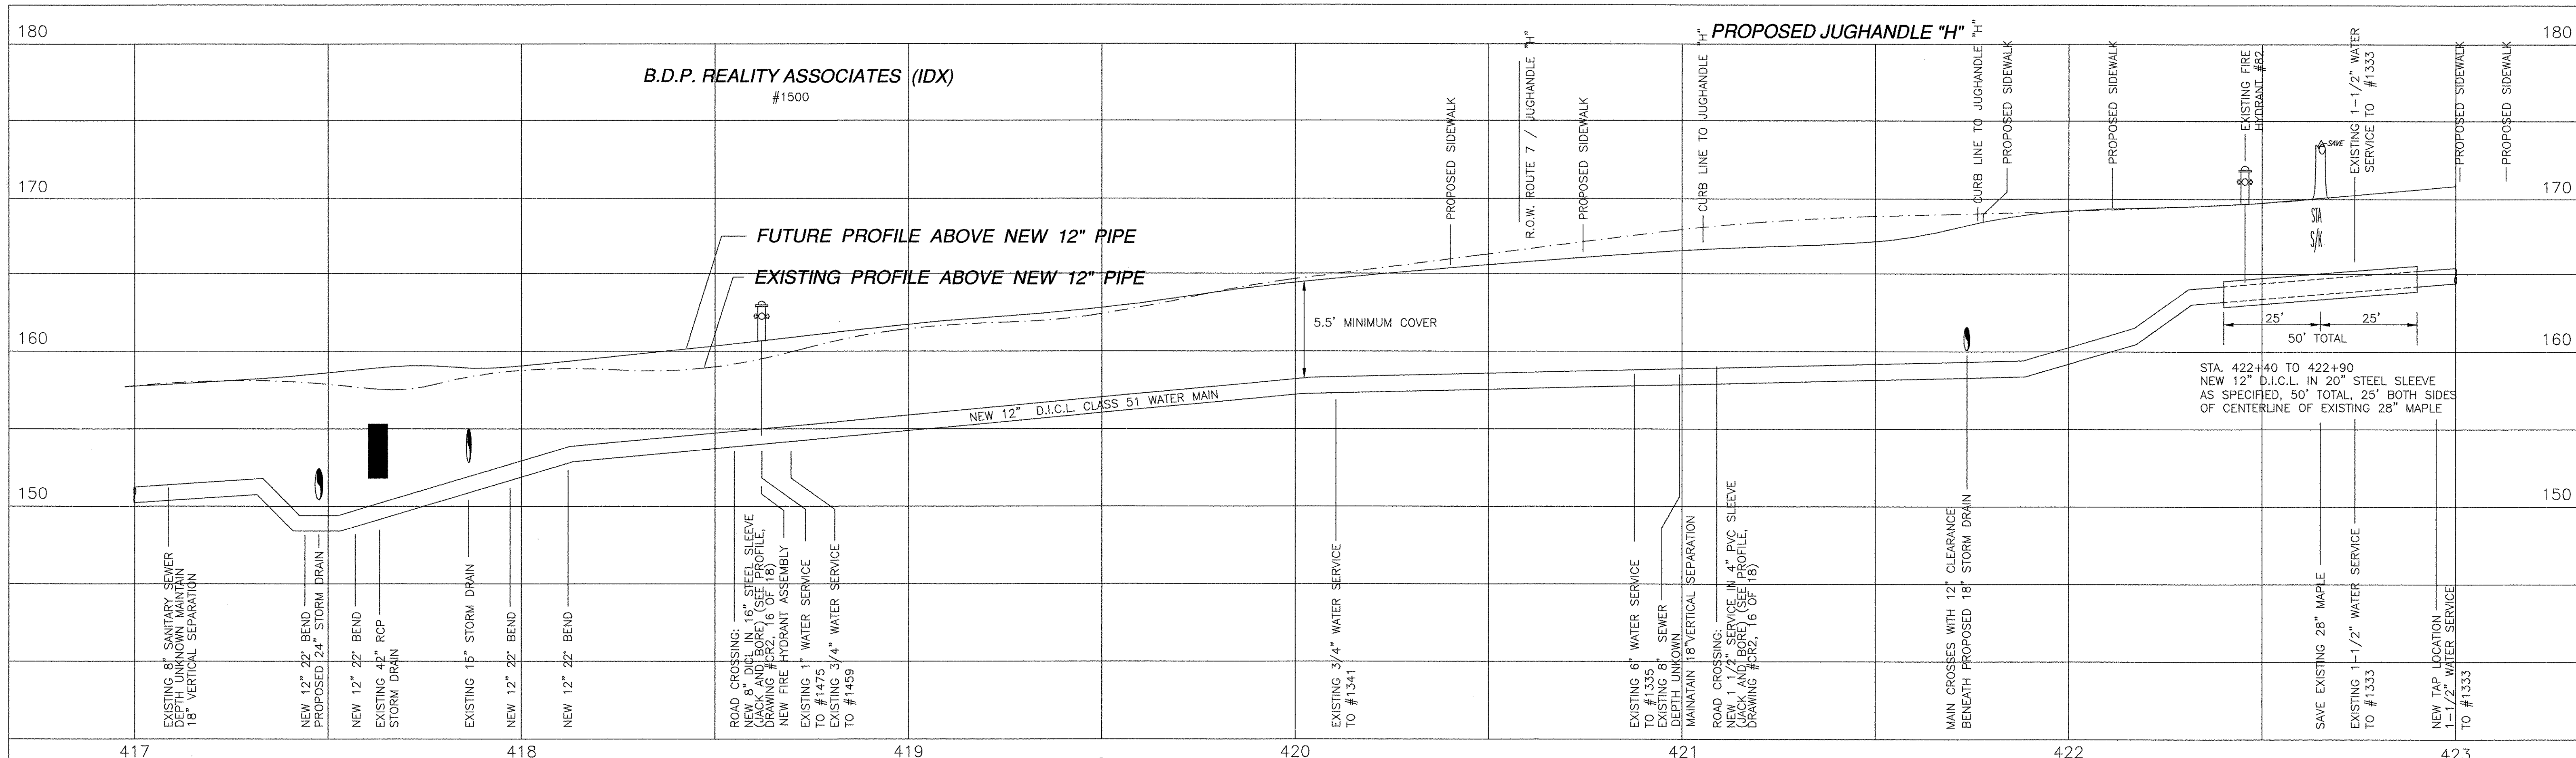 180
180
B.D.P. REALITY ASSOCIATES (IDX)
#1500
PROPOSED JUGHANDLE "H"
PROPOSED SIDEWALK
R.O.W. ROUTE 7 / JUGHANDLE "H"
PROPOSED SIDEWALK
CURB LINE TO JUGHANDLE "H"
CURB LINE TO JUGHANDLE "H"
PROPOSED SIDEWALK
PROPOSED SIDEWALK
EXISTING FIRE
HYDRANT #82
SAVE
EXISTING 1-1/2" WATER
SERVICE TO #1333
PROPOSED SIDEWALK
PROPOSED SIDEWALK
170
170
STA
S/K
FUTURE PROFILE ABOVE NEW 12" PIPE
EXISTING PROFILE ABOVE NEW 12" PIPE
5.5' MINIMUM COVER
25'
25'
50' TOTAL
160
160
STA. 422+40 TO 422+90
NEW 12" D.I.C.L. IN 20" STEEL SLEEVE
AS SPECIFIED, 50' TOTAL, 25' BOTH SIDES
OF CENTERLINE OF EXISTING 28" MAPLE
NEW 12" D.I.C.L. CLASS 51 WATER MAIN
150
150
EXISTING 8" SANITARY SEWER
DEPTH UNKNOWN MAINTAIN
18" VERTICAL SEPARATION
NEW 12" 22° BEND
PROPOSED 24" STORM DRAIN
NEW 12" 22° BEND
EXISTING 42" RCP
STORM DRAIN
EXISTING 15" STORM DRAIN
NEW 12" 22° BEND
NEW 12" 22° BEND
ROAD CROSSING:
NEW 8" DICL IN 16" STEEL SLEEVE
(JACK AND BORE) (SEE PROFILE,
DRAWING #CR2, 16 OF 18)
NEW FIRE HYDRANT ASSEMBLY
EXISTING 1" WATER SERVICE
TO #1475
EXISTING 3/4" WATER SERVICE
TO #1459
EXISTING 3/4" WATER SERVICE
TO #1341
EXISTING 6" WATER SERVICE
TO #1335
EXISTING 8" SEWER
DEPTH UNKOWN
MAINATAIN 18"VERTICAL SEPARATION
ROAD CROSSING:
NEW 1 1/2" SERVICE IN 4" PVC SLEEVE
(JACK AND BORE) (SEE PROFILE,
DRAWING #CR2, 16 OF 18)
MAIN CROSSES WITH 12" CLEARANCE
BENEATH PROPOSED 18" STORM DRAIN
SAVE EXISTING 28" MAPLE
EXISTING 1-1/2" WATER SERVICE
TO #1333
NEW TAP LOCATION
1-1/2" WATER SERVICE
TO #1333
417
418
419
420
421
422
423